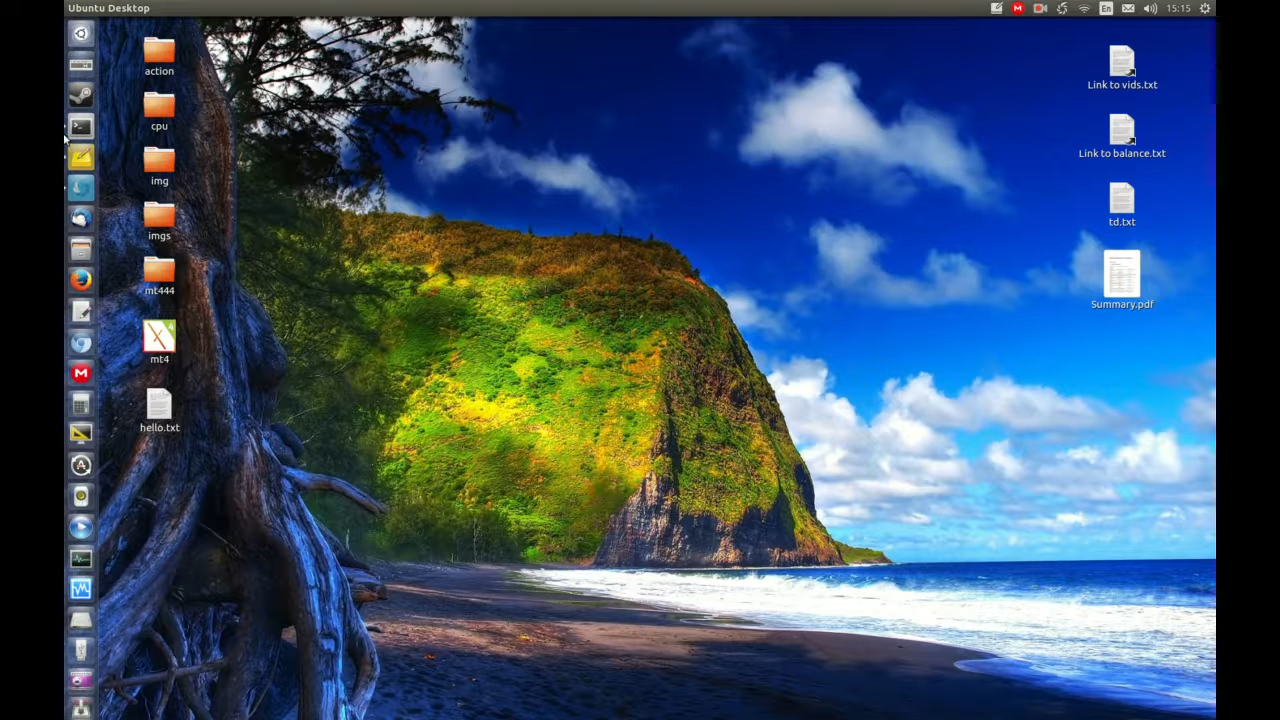 Ubuntu Desktop
En
15:15
action
cpu
img
imgs
mt444
mt4
hello.txt
Link to vids.txt
Link to balance.txt
td.txt
Summary.pdf